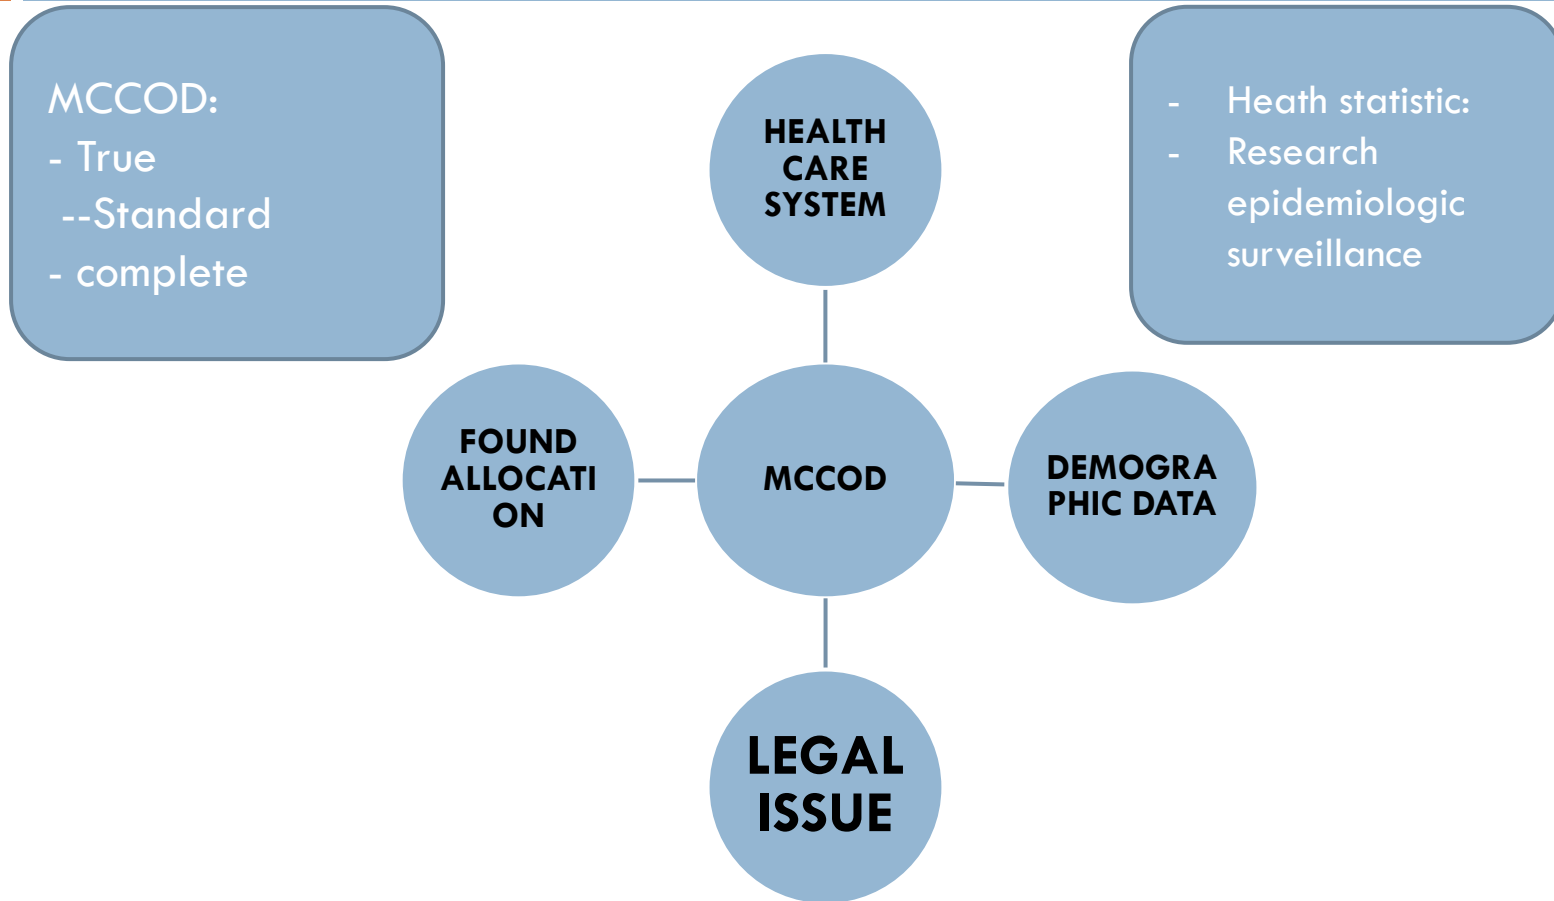 MCCOD:
- True
--Standard
- complete
- Heath statistic:
- Research
epidemiologic
surveillance
HEALTH
CARE
SYSTEM
FOUND
ALLOCATI
ON
MCCOD
DEMOGRA
PHIC DATA
LEGAL
ISSUE